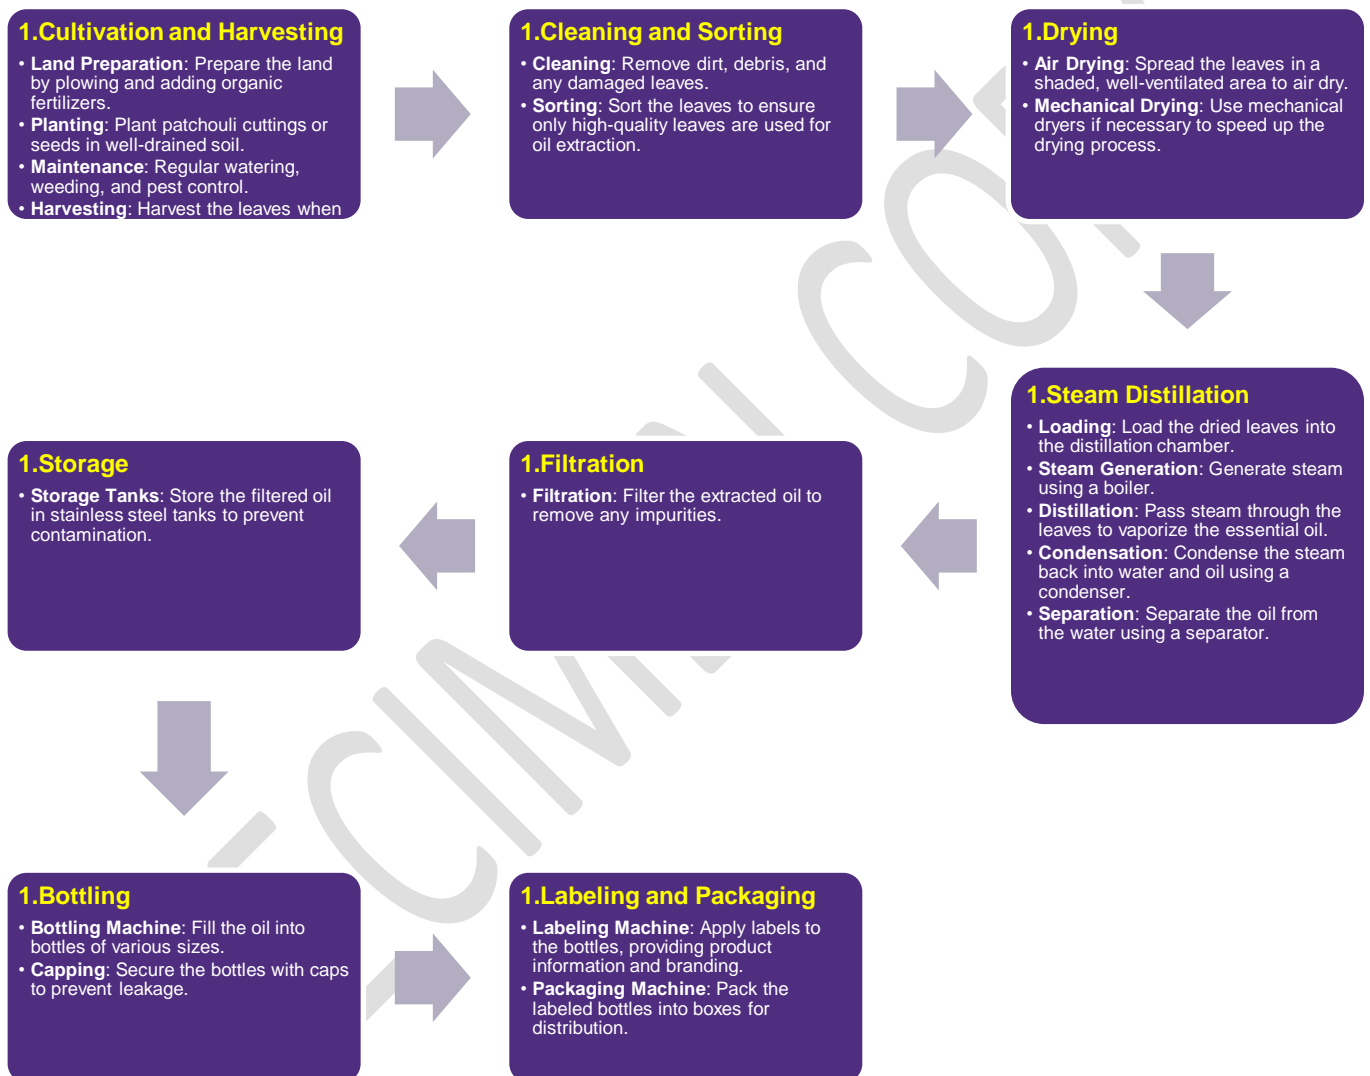 1.Cultivation and Harvesting
• Land Preparation: Prepare the land
by plowing and adding organic
fertilizers.
• Planting: Plant patchouli cuttings or
seeds in well-drained soil.
• Maintenance: Regular watering,
weeding, and pest control.
• Harvesting: Harvest the leaves when
1.Cleaning and Sorting
• Cleaning: Remove dirt, debris, and
any damaged leaves.
• Sorting: Sort the leaves to ensure
only high-quality leaves are used for
oil extraction.
1.Drying
• Air Drying: Spread the leaves in a
shaded, well-ventilated area to air dry.
• Mechanical Drying: Use mechanical
dryers if necessary to speed up the
drying process.
1.Steam Distillation
• Loading: Load the dried leaves into
the distillation chamber.
• Steam Generation: Generate steam
using a boiler.
• Distillation: Pass steam through the
leaves to vaporize the essential oil.
• Condensation: Condense the steam
back into water and oil using a
condenser.
• Separation: Separate the oil from
the water using a separator.
1.Filtration
• Filtration: Filter the extracted oil to
remove any impurities.
1.Storage
• Storage Tanks: Store the filtered oil
in stainless steel tanks to prevent
contamination.
1.Bottling
• Bottling Machine: Fill the oil into
bottles of various sizes.
• Capping: Secure the bottles with caps
to prevent leakage.
1.Labeling and Packaging
• Labeling Machine: Apply labels to
the bottles, providing product
information and branding.
• Packaging Machine: Pack the
labeled bottles into boxes for
distribution.